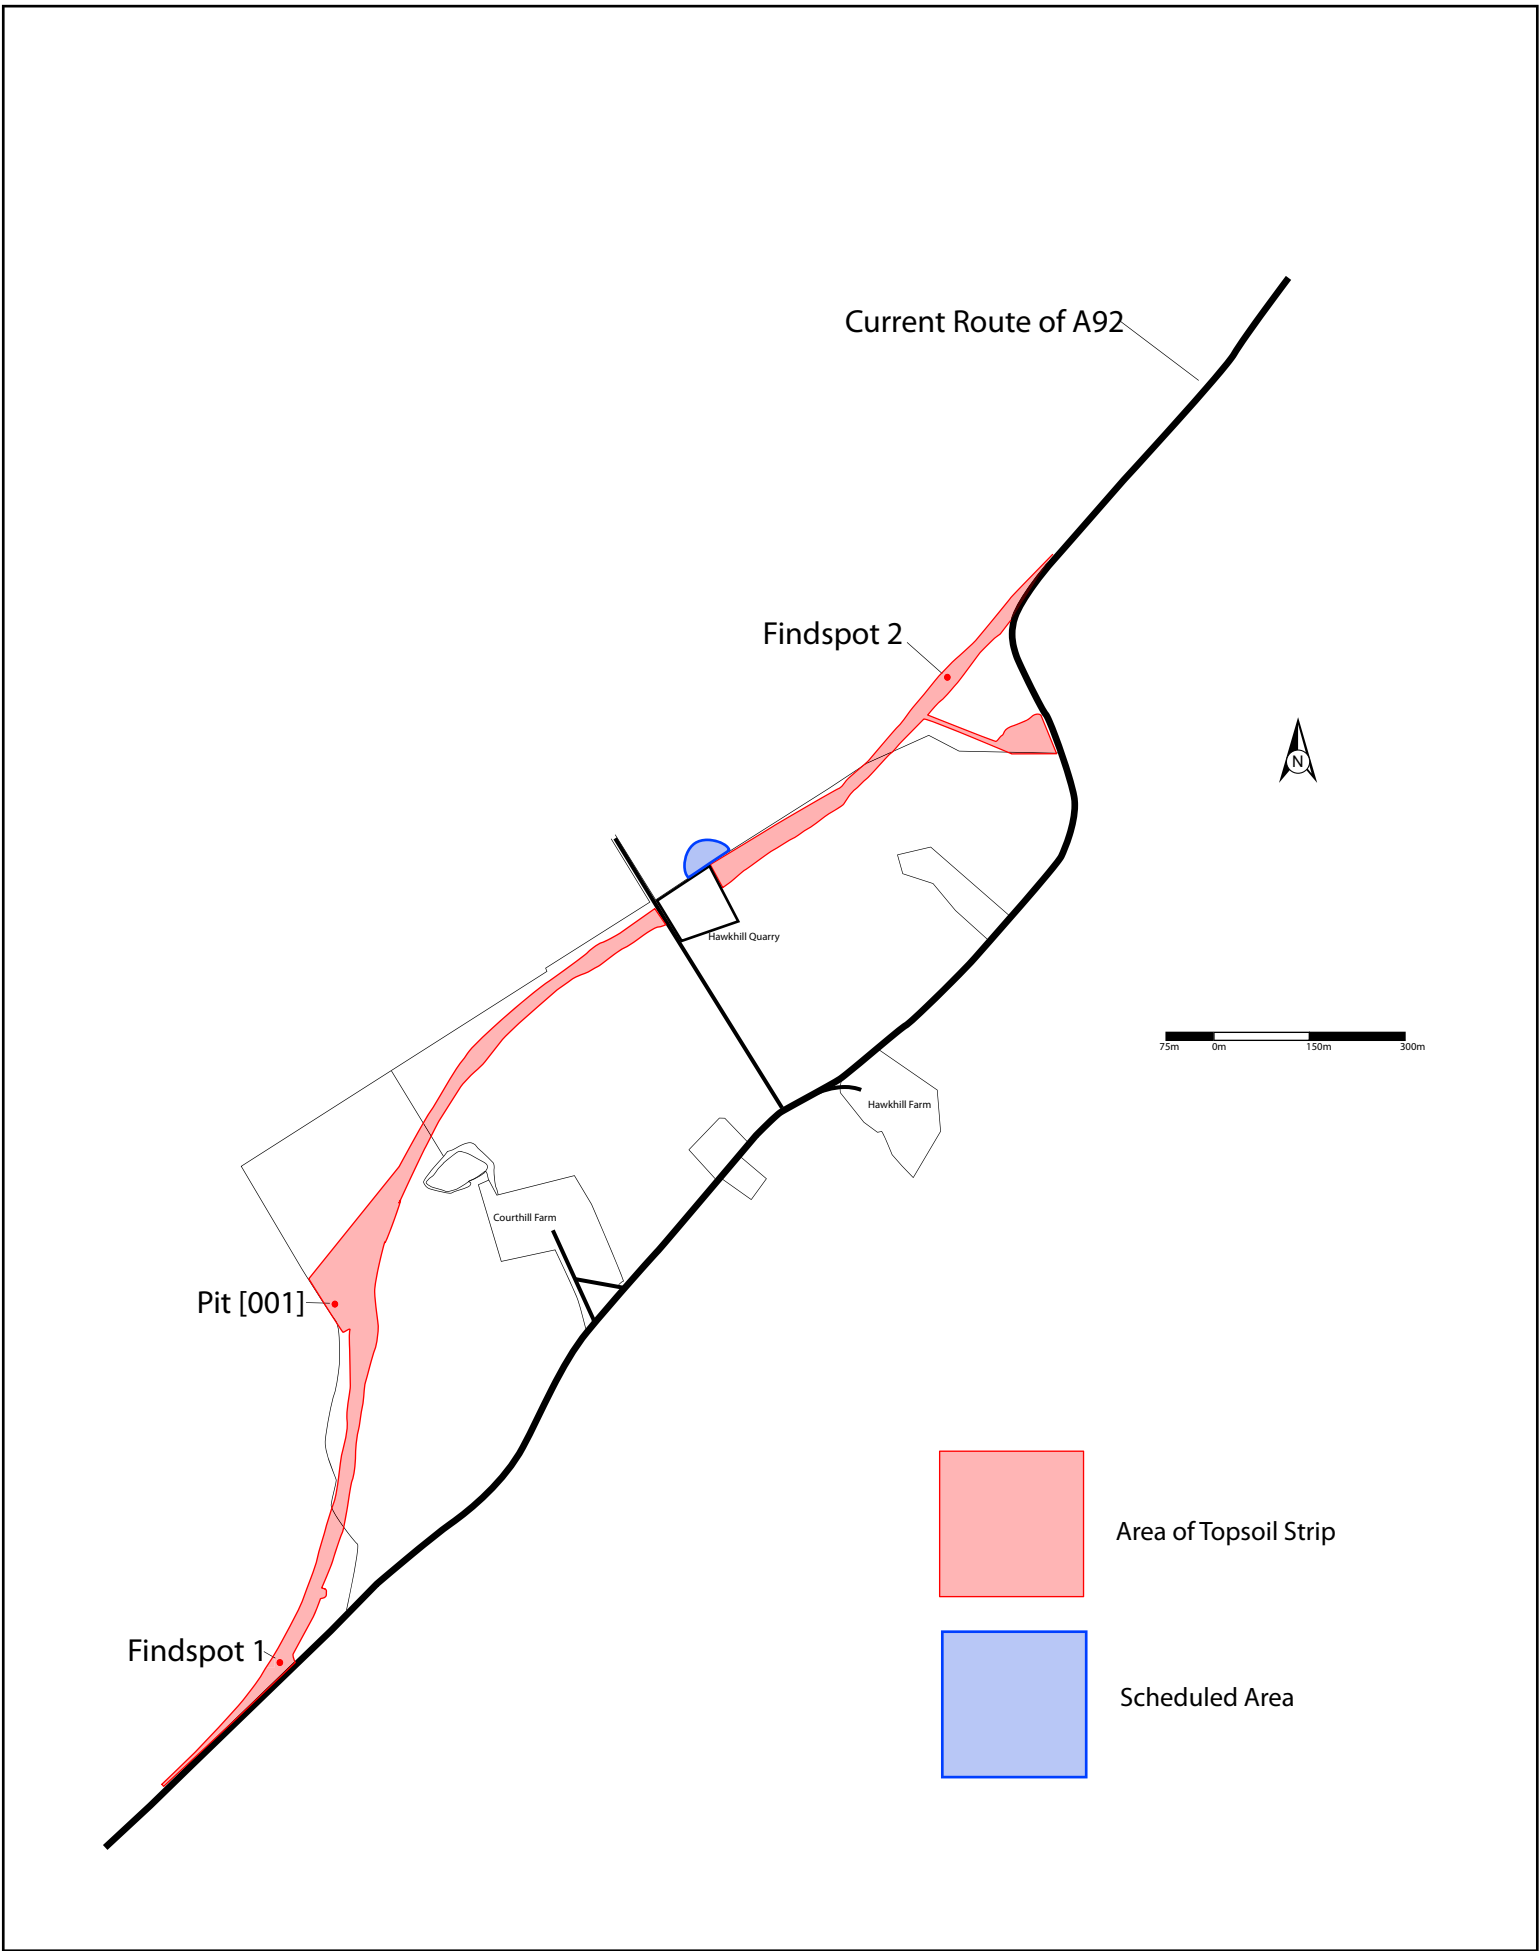 Current Route of A92
Findspot 2
N
Hawkhill Quarry
75m 0m 150m 300m
Hawkhill Farm
Courthill Farm
Pit [001]
Area of Topsoil Strip
Findspot 1
Scheduled Area